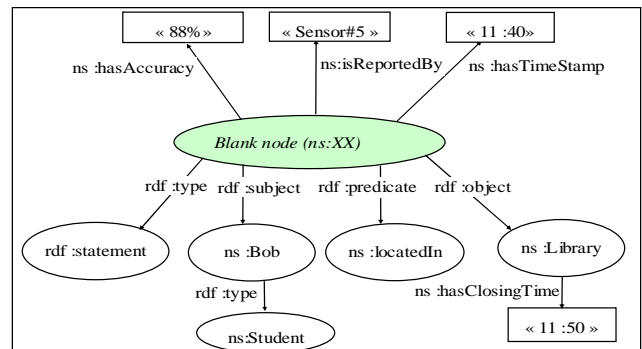 « 88% »
« Sensor#5 »
« 11 :40»
ns :hasAccuracy
ns:isReportedBy
ns :hasTimeStamp
Blank node (ns:XX)
rdf :type
rdf :subject
rdf :predicate
rdf :object
rdf :statement
ns :Bob
ns :locatedIn
ns :Library
rdf :type
ns :hasClosingTime
ns:Student
« 11 :50 »